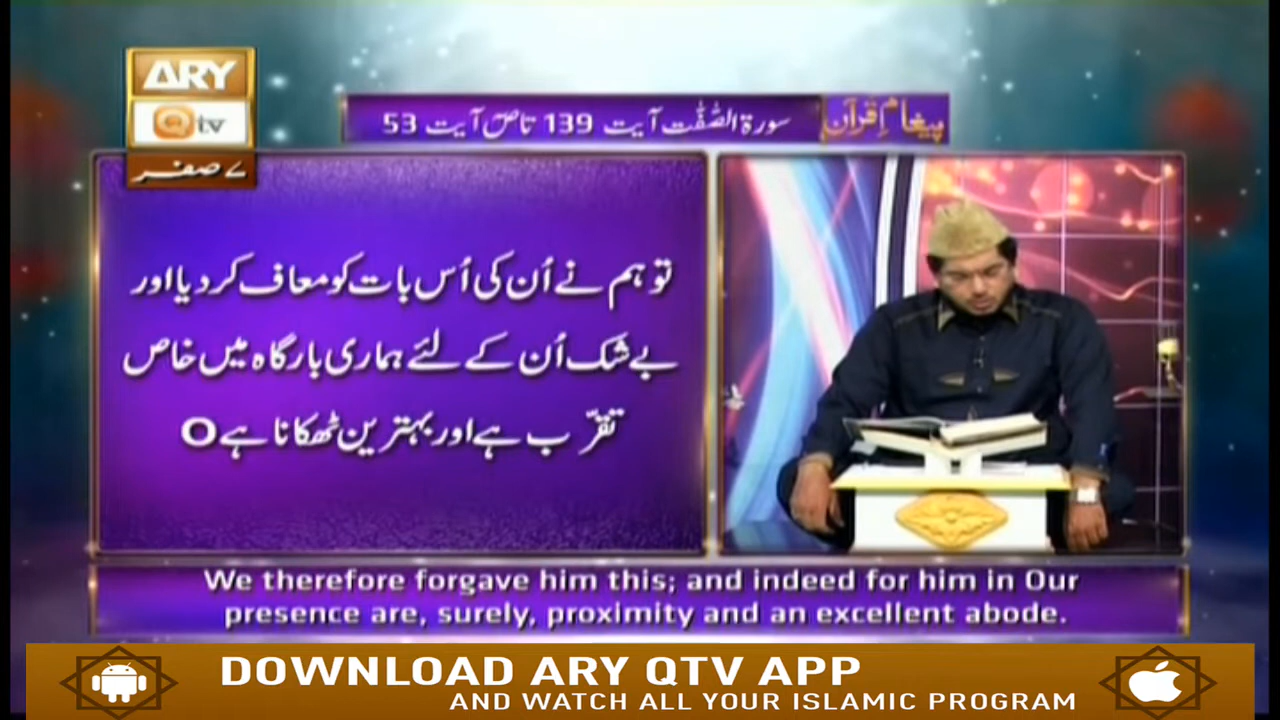 ARY
Qtv
۷ صفر
پیغامِ قرآن
سورۃ الصّٰفّٰت آیت 139 تا صٓ آیت 53
تو ہم نے اُن کی اُس بات کو معاف کر دیا اور
بے شک اُن کے لئے ہماری بارگاہ میں خاص
تقرّب ہے اور بہترین ٹھکانا ہے O
We therefore forgave him this; and indeed for him in Our
presence are, surely, proximity and an excellent abode.
DOWNLOAD ARY QTV APP
AND WATCH ALL YOUR ISLAMIC PROGRAM